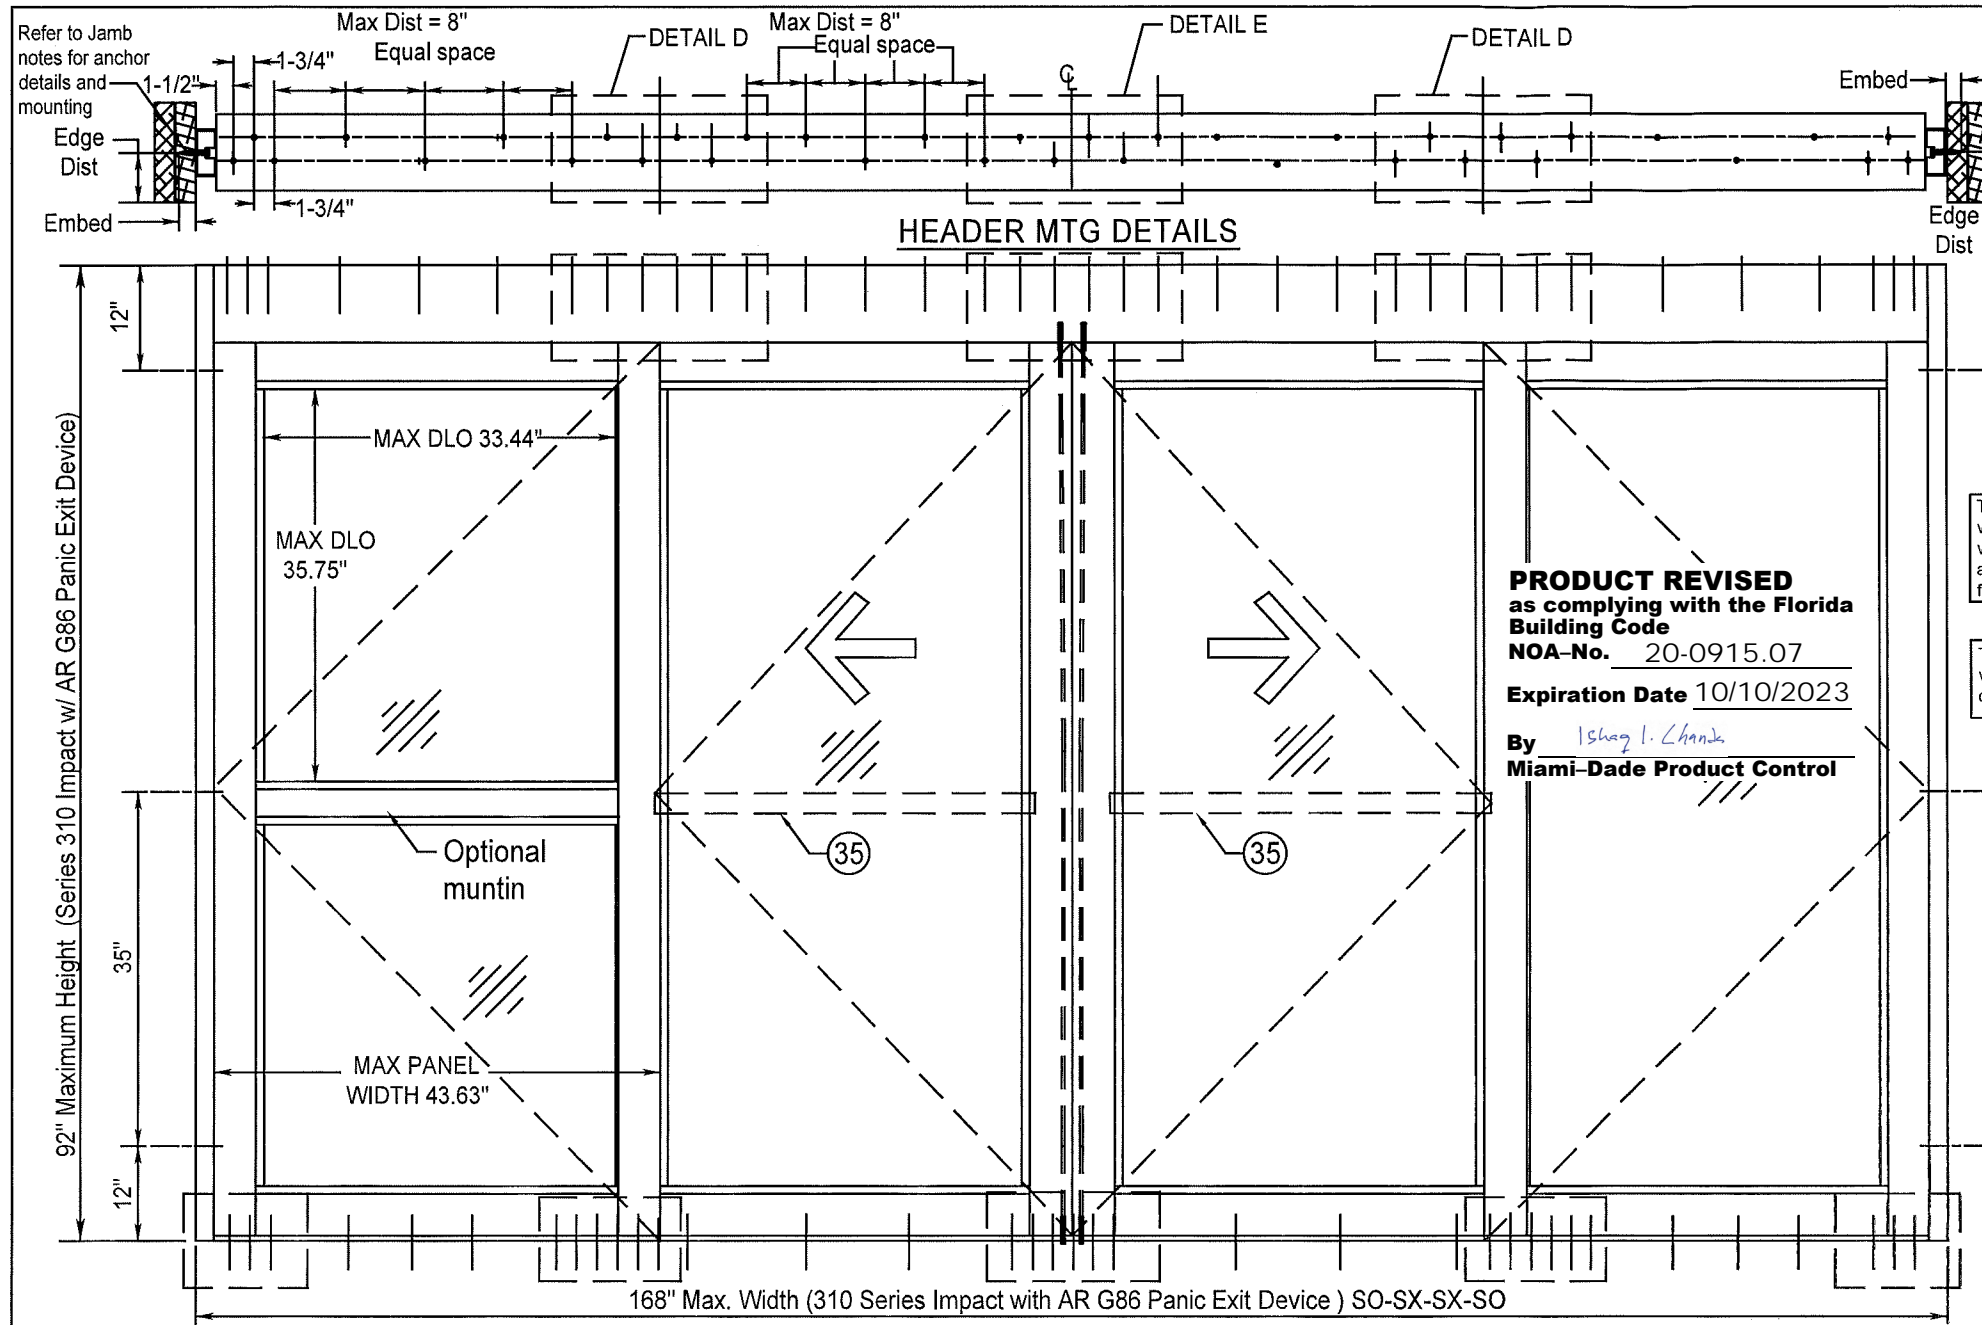 Refer to Jamb
notes for anchor
details and
mounting
Max Dist = 8"
Equal space
1-3/4"
1-1/2"
DETAIL D
Max Dist = 8"
Equal space
DETAIL E
DETAIL D
Embed
Edge
Dist
Embed
1-3/4"
HEADER MTG DETAILS
Edge
Dist
12"
MAX DLO 33.44"
MAX DLO
35.75"
92" Maximum Height (Series 310 Impact w/ AR G86 Panic Exit Device)
PRODUCT REVISED
as complying with the Florida
Building Code
NOA–No. 20-0915.07
Expiration Date 10/10/2023
By
Miami–Dade Product Control
Optional
muntin
35
35
35"
MAX PANEL
WIDTH 43.63"
12"
168" Max. Width (310 Series Impact with AR G86 Panic Exit Device ) SO-SX-SX-SO